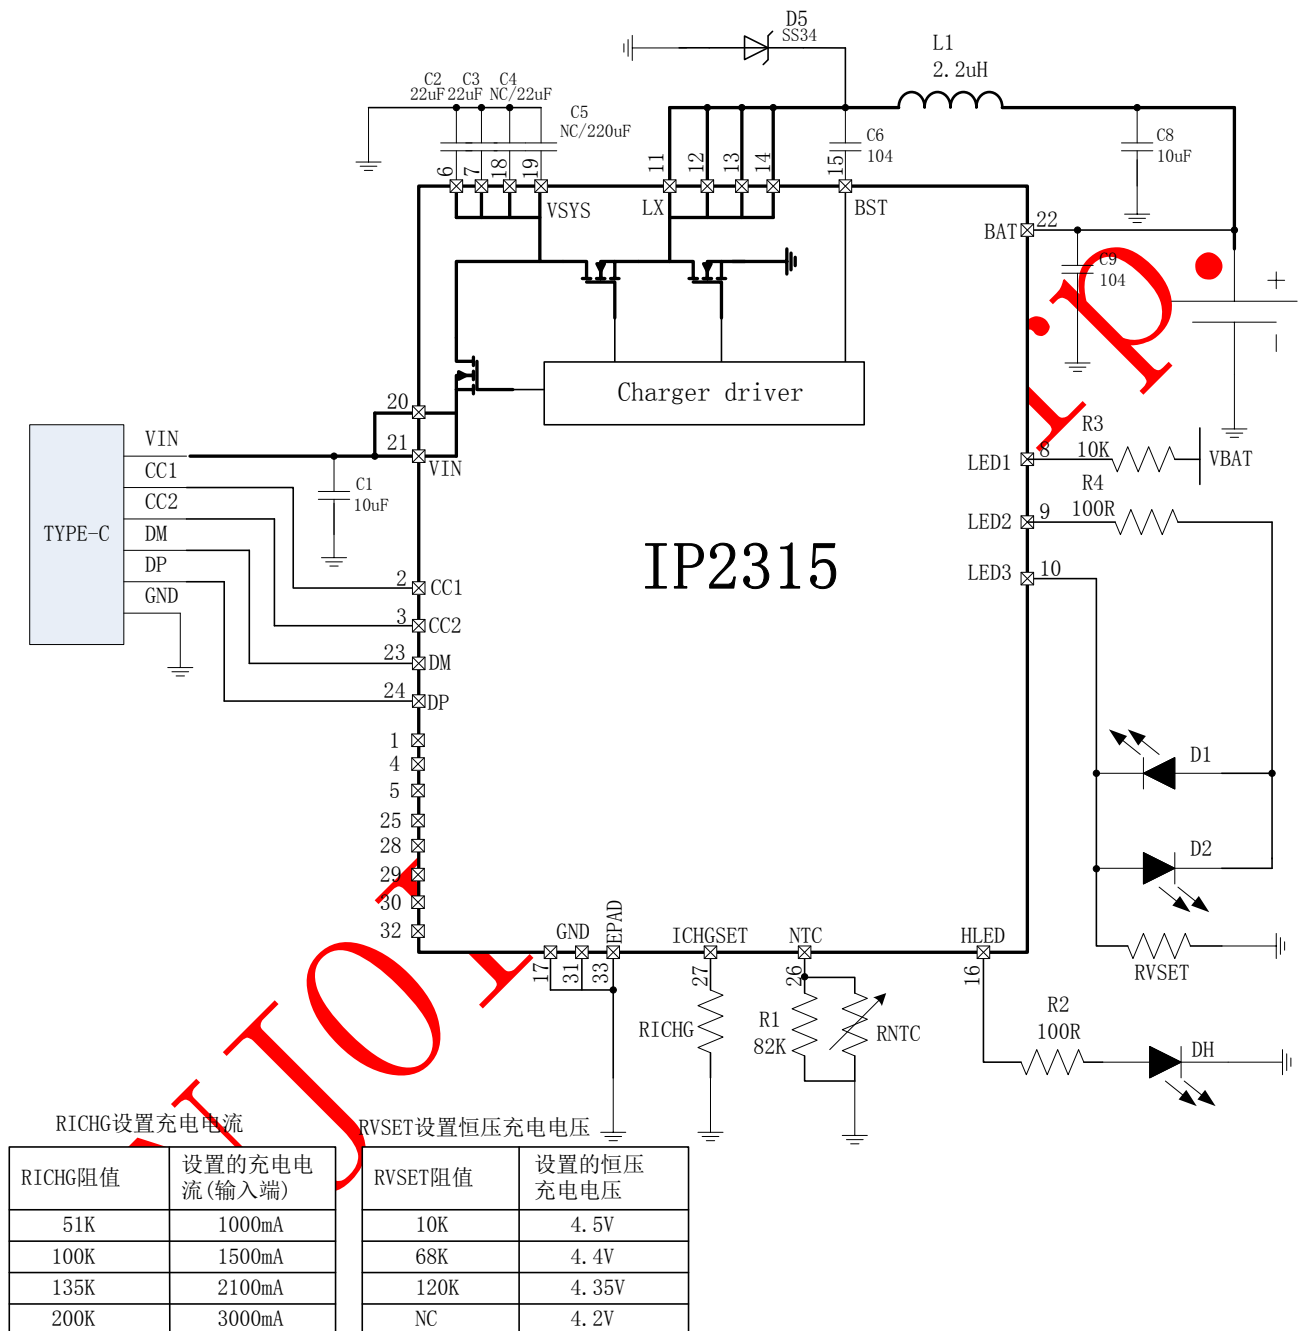 D5
SS34
L1
2.2uH
C2
22uF
C3
22uF
C4
NC/22uF
C5
NC/220uF
C6
104
C8
10uF
6
7
18
19
11
12
13
14
15
VSYS
LX
BST
BAT
22
C9
104
+
Charger driver
20
21
VIN
TYPE-C
VIN
CC1
CC2
DM
DP
GND
C1
10uF
IP2315
LED1
8
R3
10K
VBAT
LED2
9
R4
100R
LED3
10
2
CC1
3
CC2
23
DM
24
DP
1
4
5
25
28
29
30
32
D1
D2
RVSET
GND
EPAD
ICHGSET
NTC
HLED
17
31
33
27
26
16
RICHG
R1
82K
RNTC
R2
100R
DH
RICHG设置充电电流
RICHG阻值 设置的充电电流(输入端)
51K 1000mA
100K 1500mA
135K 2100mA
200K 3000mA
RVSET设置恒压充电电压
RVSET阻值 设置的恒压充电电压
10K 4.5V
68K 4.4V
120K 4.35V
NC 4.2V